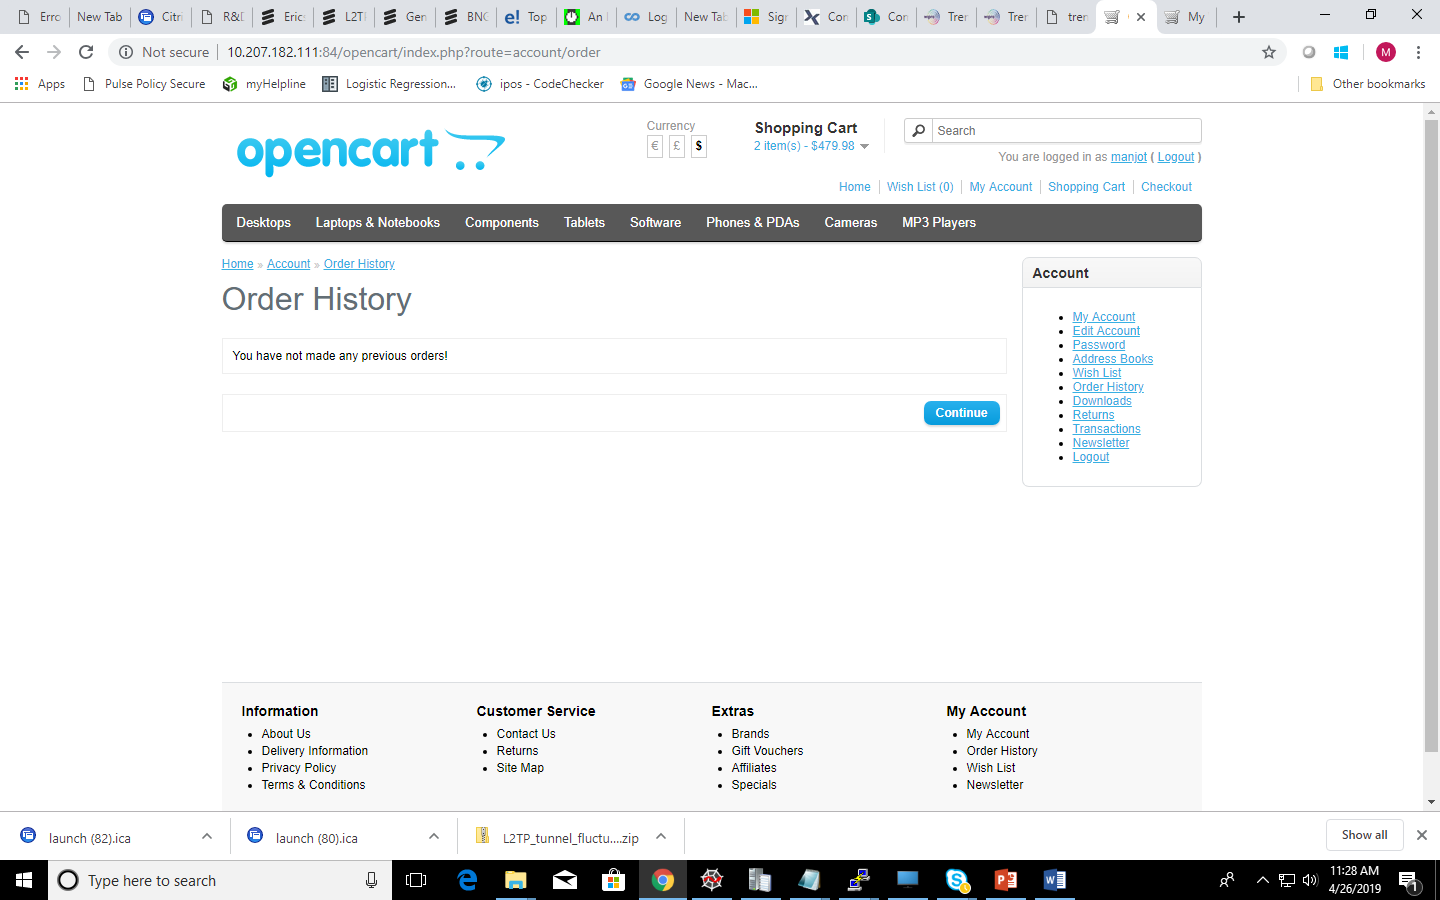 Erro
New Tab
Citri
R&D
Erics
L2TI
Gen
BNG
Top
An I
Log
New Tab
Sign
Con
Con
Trer
Trer
tren
My
Not secure
10.207.182.111:84/opencart/index.php?route=account/order
M
Apps
Pulse Policy Secure
myHelpline
Logistic Regression...
ipos - CodeChecker
Google News - Mac...
Other bookmarks
opencart
Currency
€ £ $
Shopping Cart
2 item(s) - $479.98
Search
You are logged in as manjot ( Logout )
Home
Wish List (0)
My Account
Shopping Cart
Checkout
Desktops
Laptops & Notebooks
Components
Tablets
Software
Phones & PDAs
Cameras
MP3 Players
Home » Account » Order History
Order History
You have not made any previous orders!
Continue
Account
My Account
Edit Account
Password
Address Books
Wish List
Order History
Downloads
Returns
Transactions
Newsletter
Logout
Information
About Us
Delivery Information
Privacy Policy
Terms & Conditions
Customer Service
Contact Us
Returns
Site Map
Extras
Brands
Gift Vouchers
Affiliates
Specials
My Account
My Account
Order History
Wish List
Newsletter
launch (82).ica
launch (80).ica
L2TP_tunnel_fluctu....zip
Show all
Type here to search
11:28 AM
4/26/2019
1